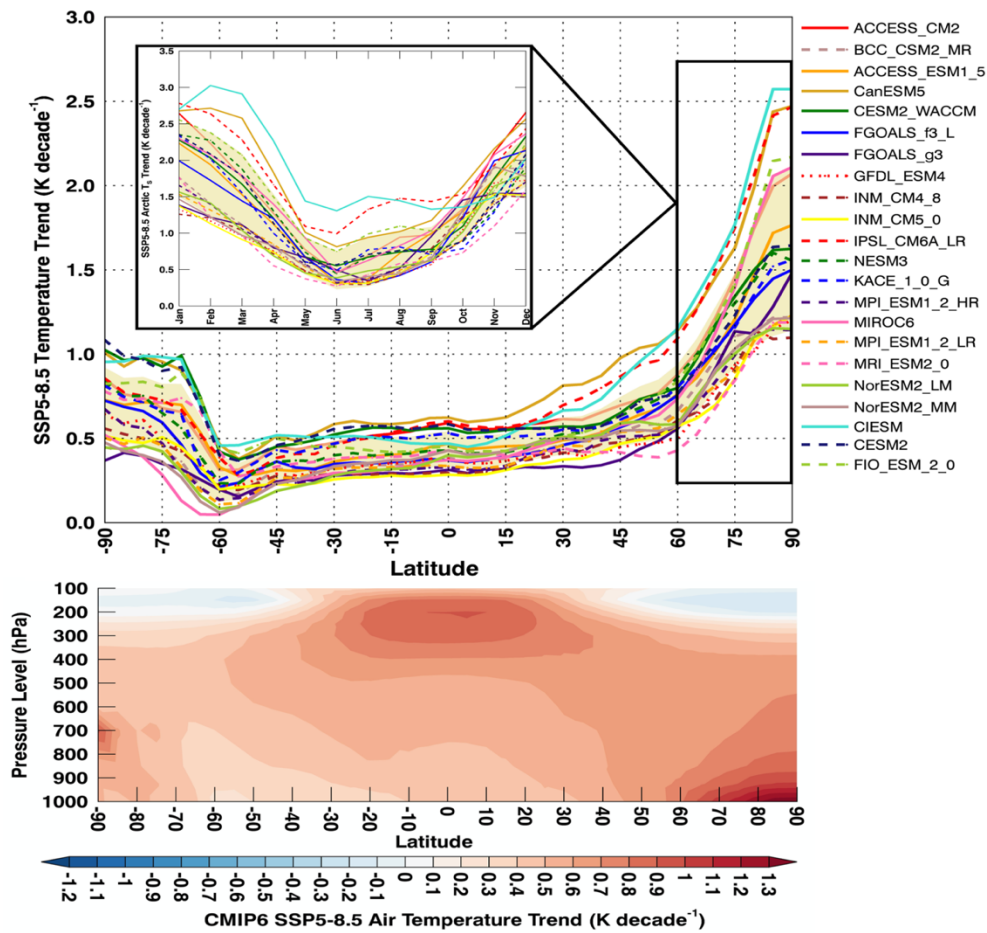 SSP5-8.5 Temperature Trend (K decade-1)
3.0
2.5
2.0
1.5
1.0
0.5
0.0
-90
-75
-60
-45
-30
-15
0
15
30
45
60
75
90
Latitude
SSP5-8.5 Arctic Ts Trend (K decade-1)
3.5
3.0
2.5
2.0
1.5
1.0
0.5
0.0
Jan
Feb
Mar
Apr
May
Jun
Jul
Aug
Sep
Oct
Nov
Dec
ACCESS_CM2
BCC_CSM2_MR
ACCESS_ESM1_5
CanESM5
CESM2_WACCM
FGOALS_f3_L
FGOALS_g3
GFDL_ESM4
INM_CM4_8
INM_CM5_0
IPSL_CM6A_LR
NESM3
KACE_1_0_G
MPI_ESM1_2_HR
MIROC6
MPI_ESM1_2_LR
MRI_ESM2_0
NorESM2_LM
NorESM2_MM
CIESM
CESM2
FIO_ESM_2_0
Pressure Level (hPa)
100
200
300
400
500
600
700
800
900
1000
-90
-80
-70
-60
-50
-40
-30
-20
-10
0
10
20
30
40
50
60
70
80
90
Latitude
-1.2
-1.1
-1
-0.9
-0.8
-0.7
-0.6
-0.5
-0.4
-0.3
-0.2
-0.1
0
0.1
0.2
0.3
0.4
0.5
0.6
0.7
0.8
0.9
1
1.1
1.2
1.3
CMIP6 SSP5-8.5 Air Temperature Trend (K decade-1)